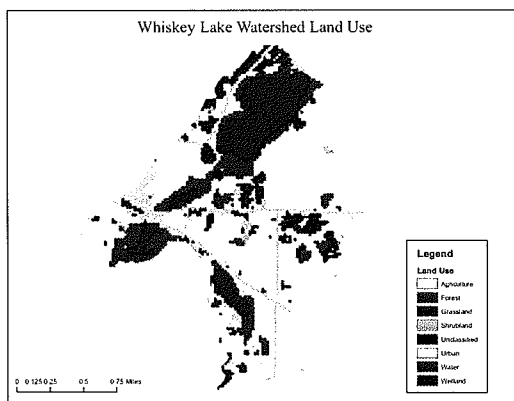 Whiskey Lake Watershed Land Use
Legend
Land Use
Agriculture
Forest
Grassland
Shrubland
Unclassified
Urban
Water
Wetland
0 0.125 0.25 0.5 0.75 Miles